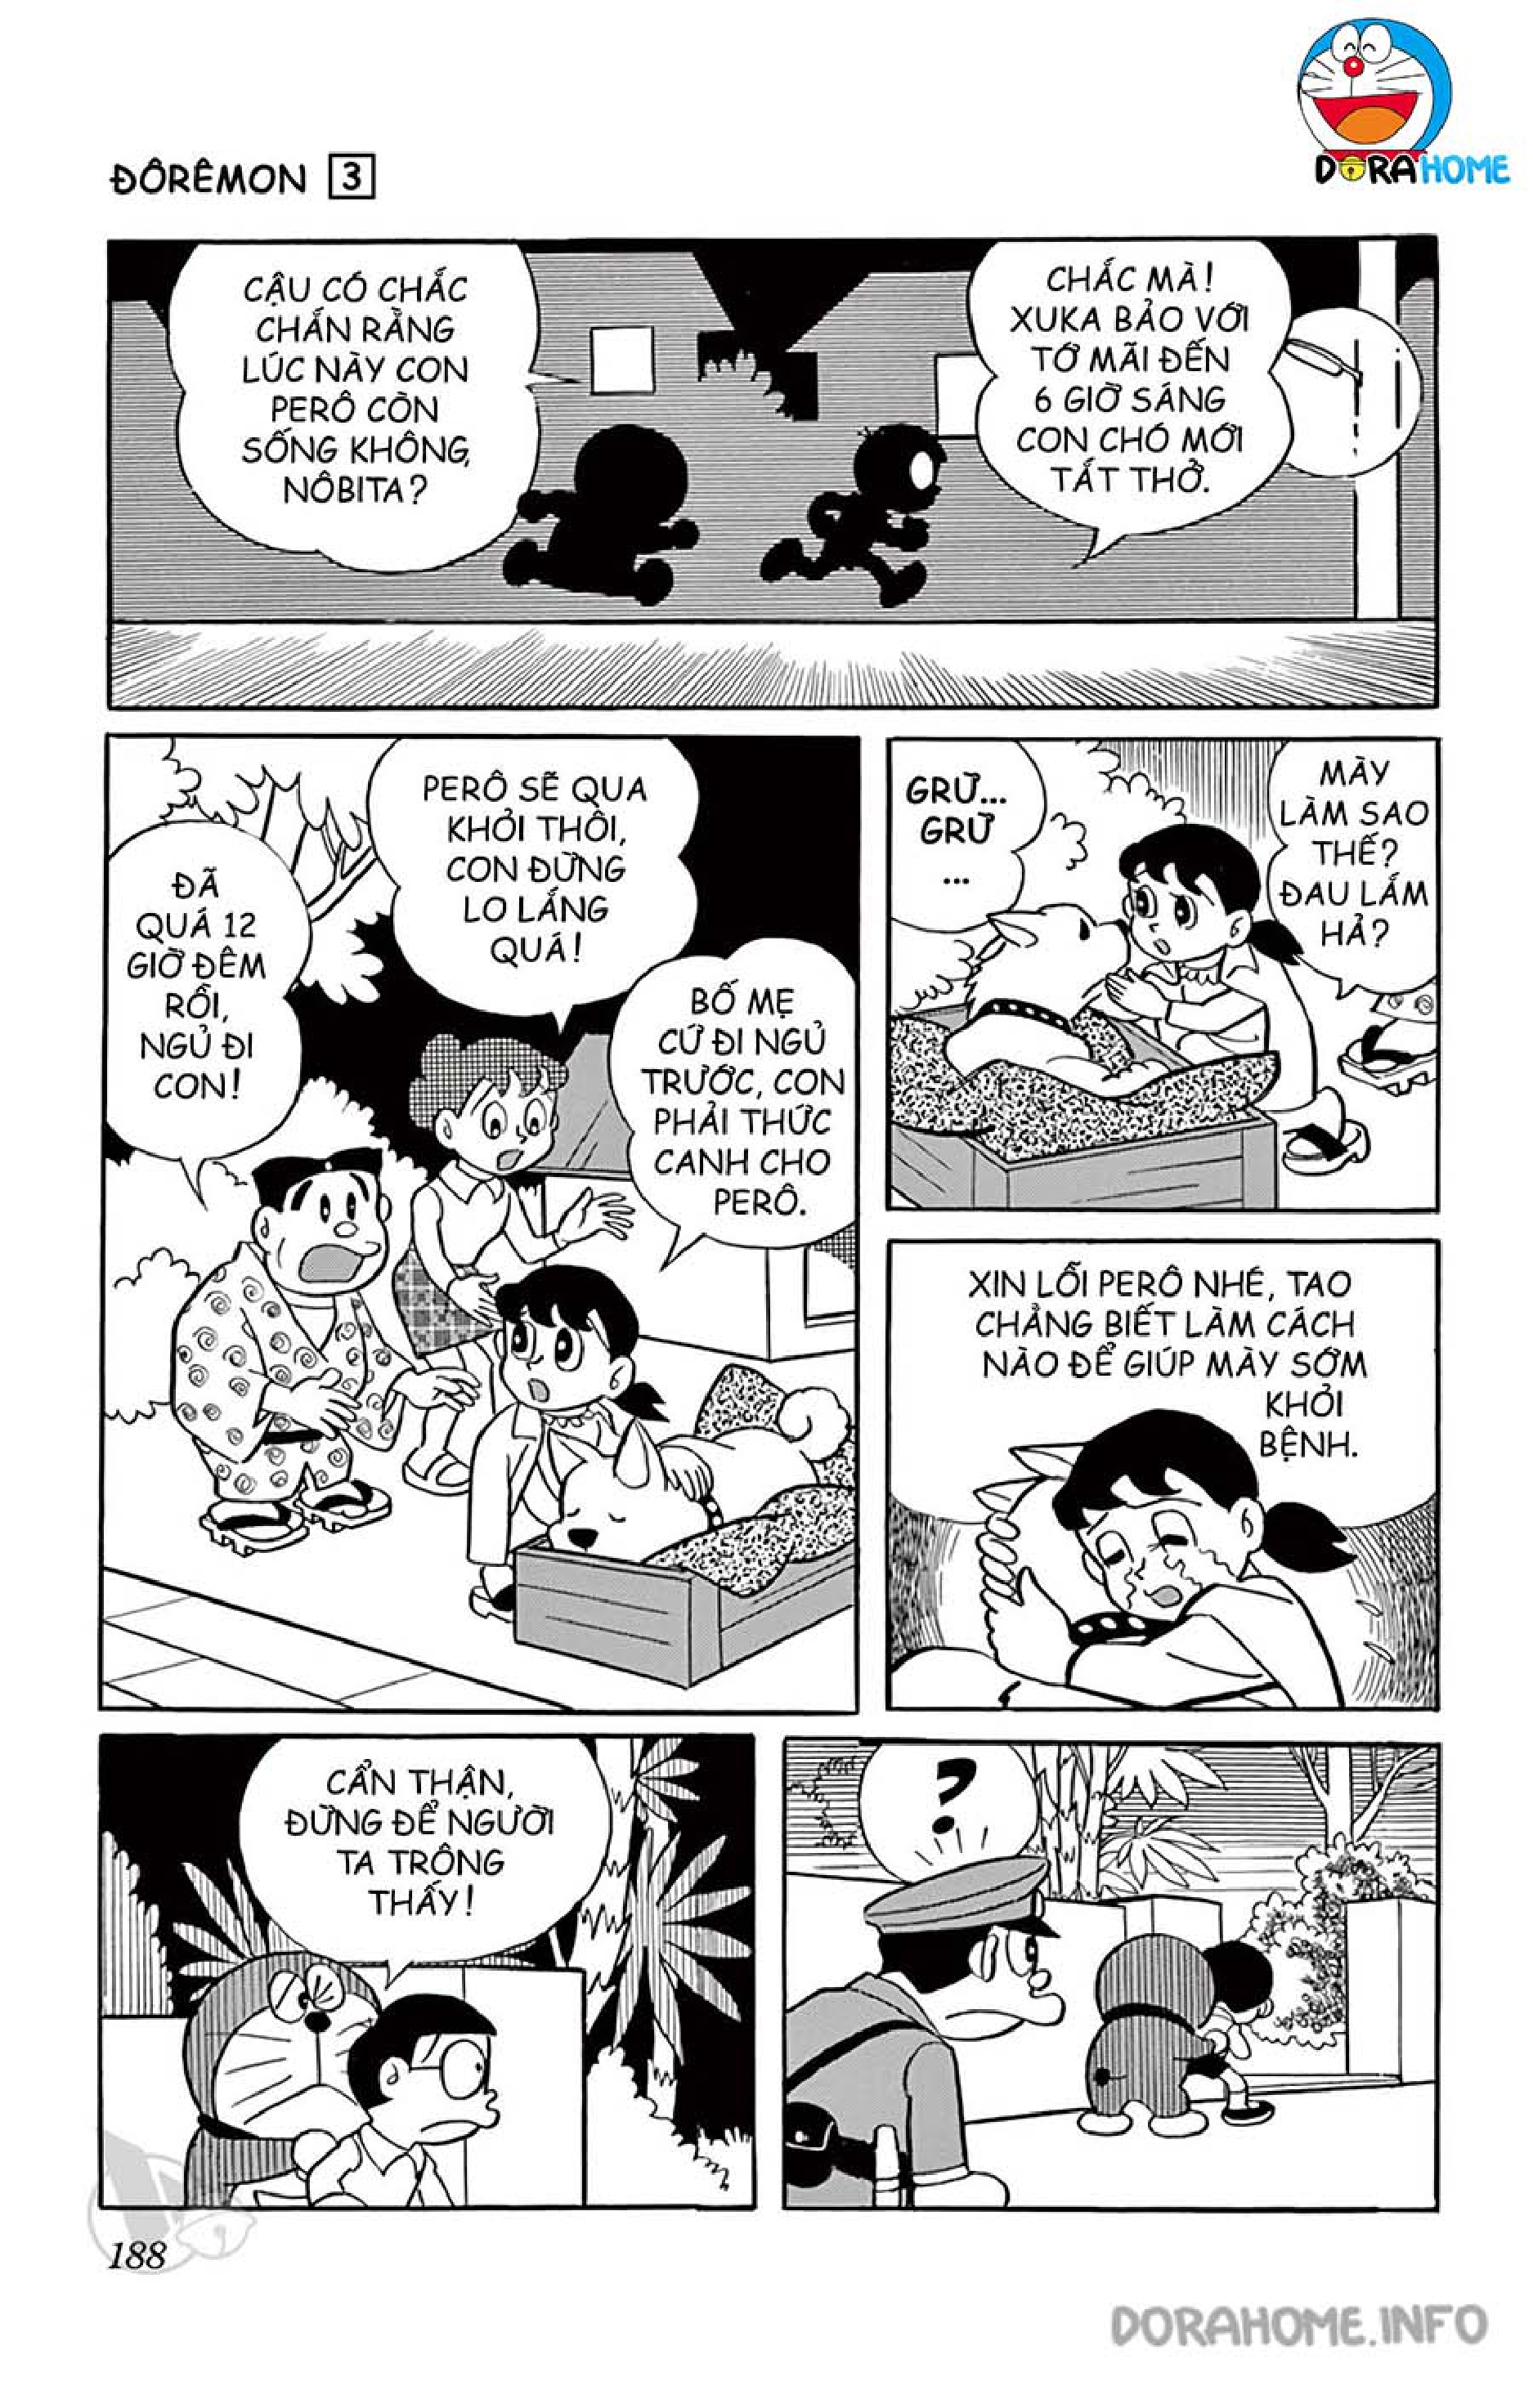 DORAHOME
ĐÔRÊMON 3
CẬU CÓ CHẮC
CHẮN RẰNG
LÚC NÀY CON
PERÔ CÒN
SỐNG KHÔNG,
NÔBITA?
CHẮC MÀ!
XUKA BẢO VỚI
TỚ MÃI ĐẾN
6 GIỜ SÁNG
CON CHÓ MỚI
TẮT THỞ.
ĐÃ
QUÁ 12
GIỜ ĐÊM
RỒI,
NGỦ ĐI
CON!
PERÔ SẼ QUA
KHỎI THÔI,
CON ĐỪNG
LO LẮNG
QUÁ!
BỐ MẸ
CỨ ĐI NGỦ
TRƯỚC, CON
PHẢI THỨC
CANH CHO
PERÔ.
GRỪ...
GRỪ
...
MÀY
LÀM SAO
THẾ?
ĐAU LẮM
HẢ?
XIN LỖI PERÔ NHÉ, TAO
CHẲNG BIẾT LÀM CÁCH
NÀO ĐỂ GIÚP MÀY SỚM
KHỎI
BỆNH.
CẨN THẬN,
ĐỪNG ĐỂ NGƯỜI
TA TRÔNG
THẤY!
?
188
DORAHOME.INFO